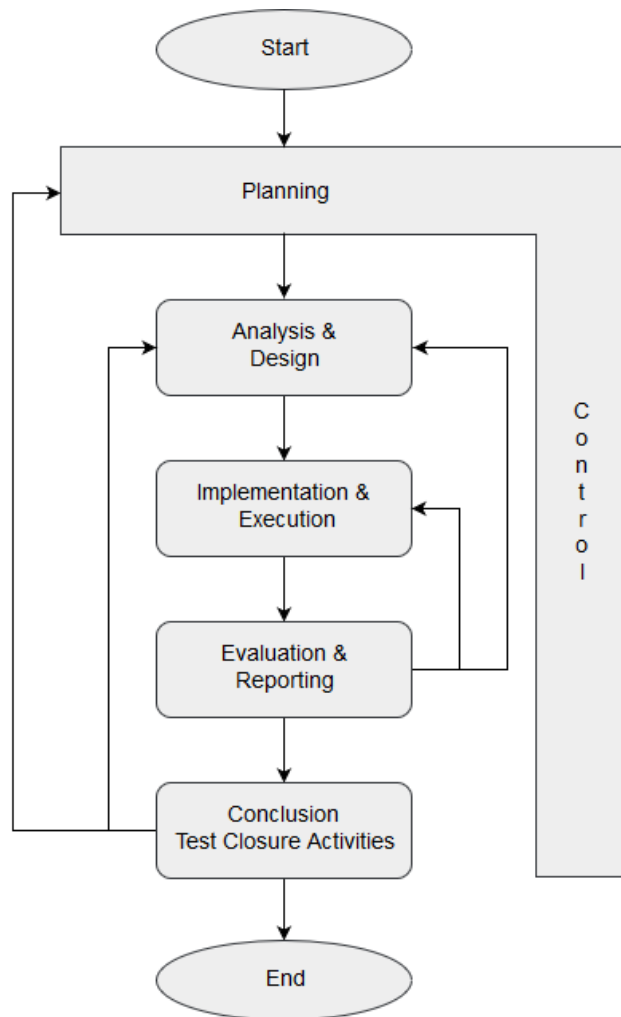 Start
Planning
Analysis &
Design
Implementation &
Execution
Evaluation &
Reporting
Conclusion
Test Closure Activities
End
C
o
n
t
r
o
l